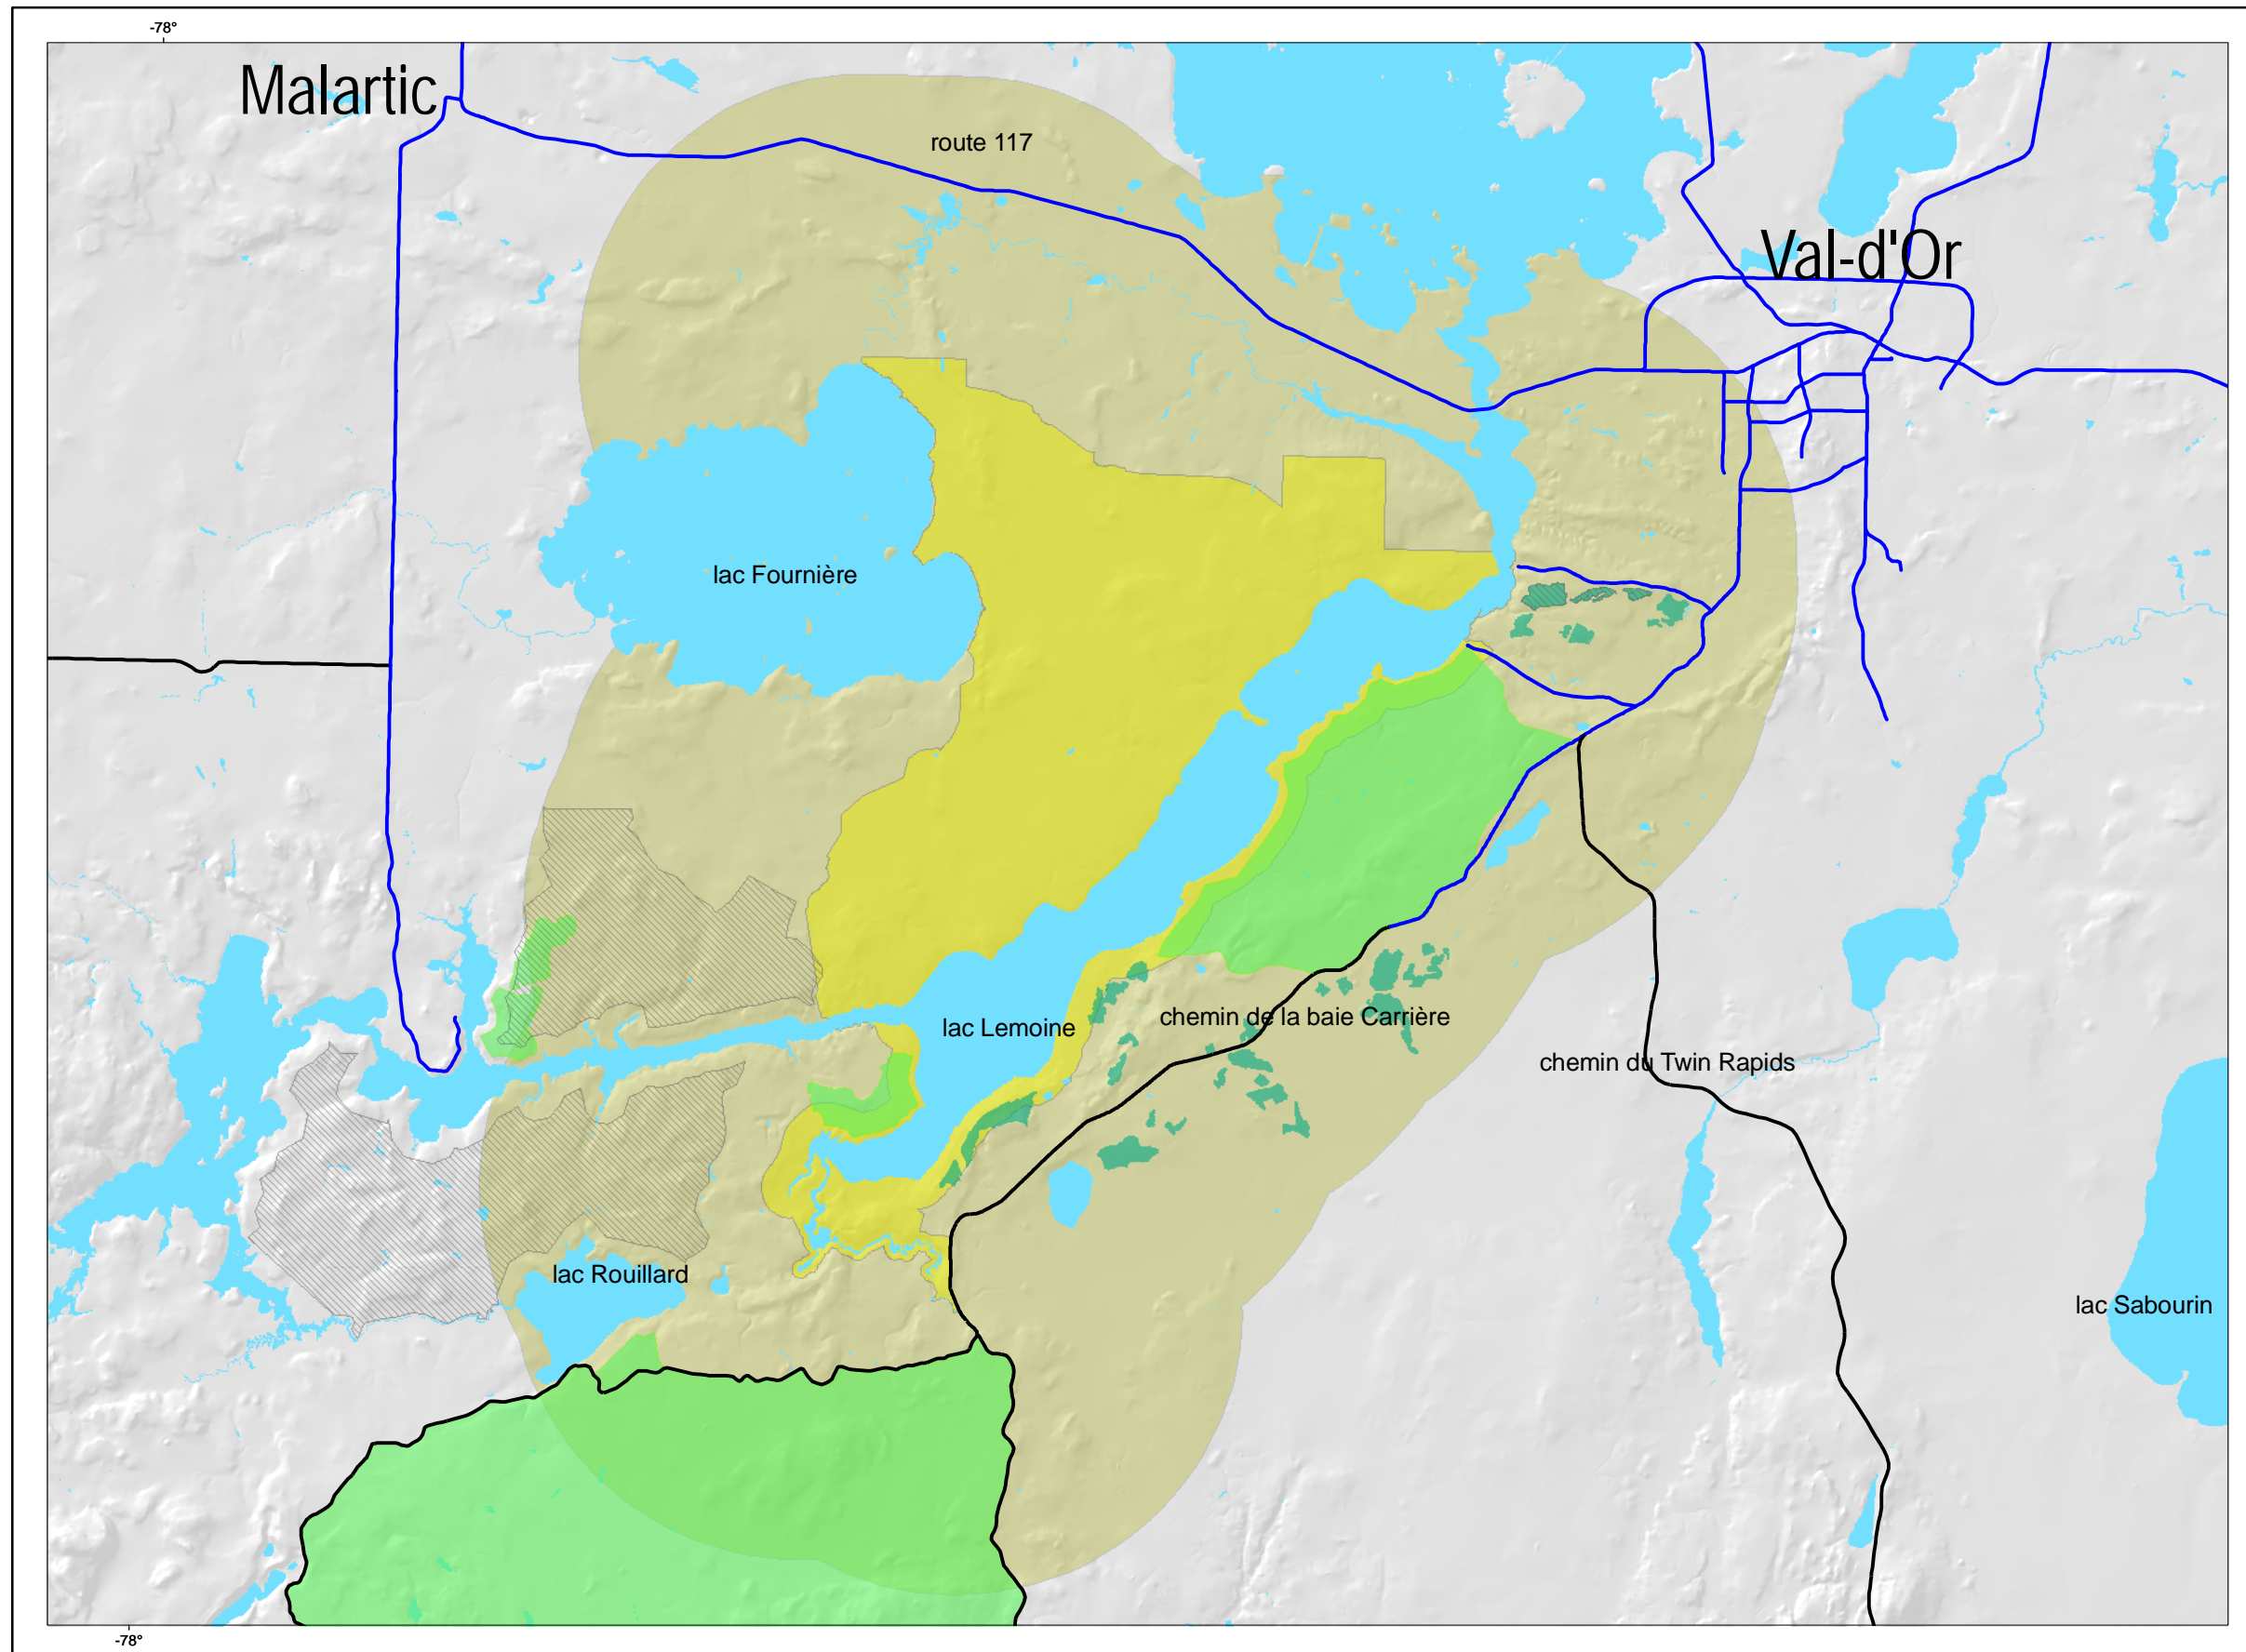 -78°
Malartic
route 117
Val-d'Or
lac Fournière
chemin de la baie Carrière
lac Lemoine
chemin du Twin Rapids
lac Rouillard
lac Sabourin
-78°